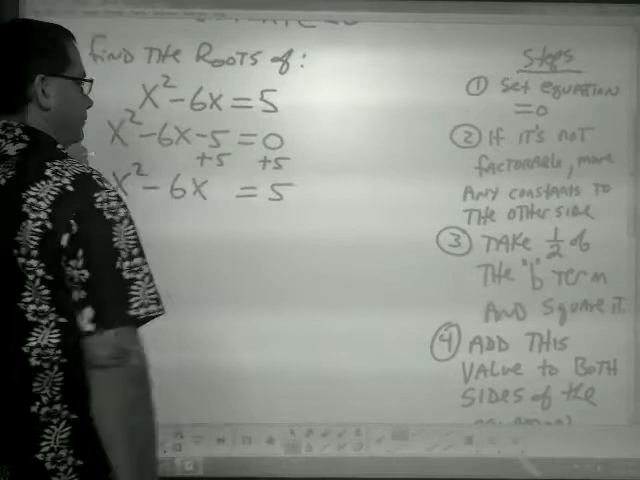 FIND THE ROOTS of:
x² - 6x = 5
x² - 6x - 5 = 0
+5 +5
x² - 6x = 5
Steps
① Set equation
= 0
② If it's not
factorable, move
ANY constants to
THE other side
③ TAKE ½ of
THE "b" Term
AND Square it.
④ ADD THIS
VALUE to BOTH
SIDES of the